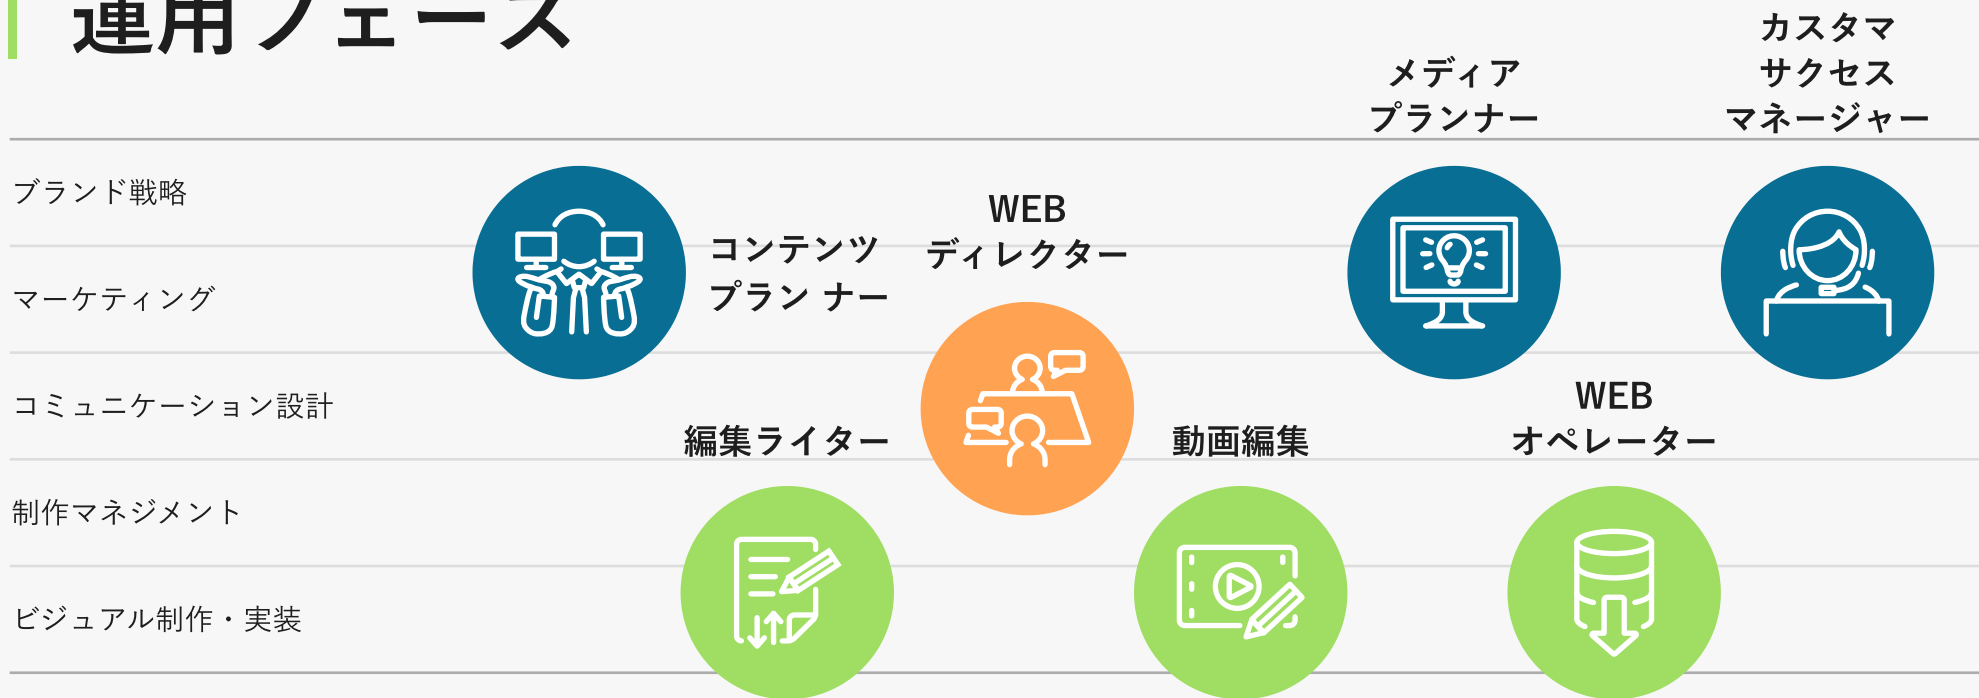 運用フェーズ
カスタマ
サクセス
マネージャー
メディア
プランナー
ブランド戦略
WEB
ディレクター
コンテンツ
プラン ナー
マーケティング
コミュニケーション設計
WEB
オペレーター
編集ライター
動画編集
制作マネジメント
ビジュアル制作・実装